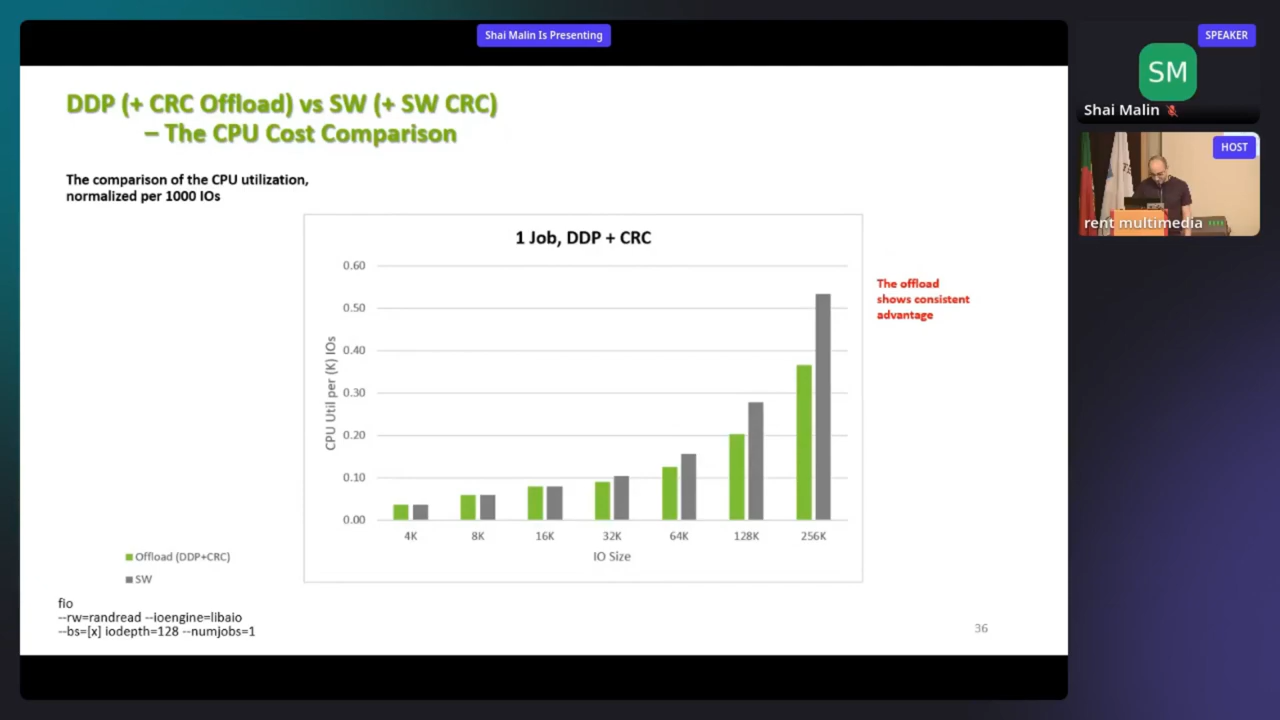 Shai Malin Is Presenting
SPEAKER
SM
Shai Malin
HOST
rent multimedia
DDP (+ CRC Offload) vs SW (+ SW CRC)
– The CPU Cost Comparison
The comparison of the CPU utilization,
normalized per 1000 IOs
1 Job, DDP + CRC
CPU Util per (K) IOs
0.60
0.50
0.40
0.30
0.20
0.10
0.00
4K 8K 16K 32K 64K 128K 256K
IO Size
The offload
shows consistent
advantage
Offload (DDP+CRC)
SW
fio
--rw=randread --ioengine=libaio
--bs=[x] iodepth=128 --numjobs=1
36